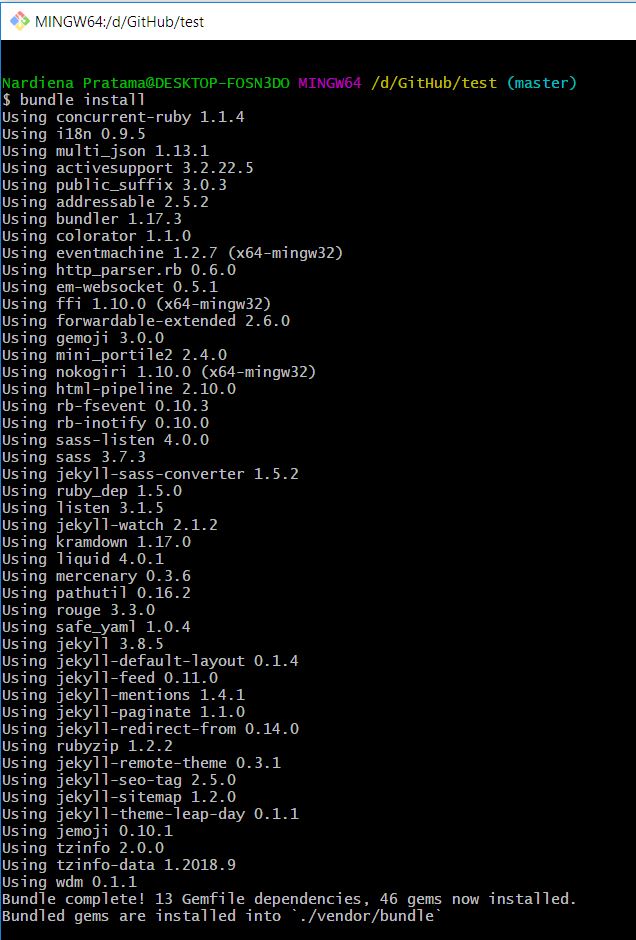 MINGW64:/d/GitHub/test
Nardiena Pratama@DESKTOP-FOSN3DO MINGW64 /d/GitHub/test (master)
$ bundle install
Using concurrent-ruby 1.1.4
Using i18n 0.9.5
Using multi_json 1.13.1
Using activesupport 3.2.22.5
Using public_suffix 3.0.3
Using addressable 2.5.2
Using bundler 1.17.3
Using colorator 1.1.0
Using eventmachine 1.2.7 (x64-mingw32)
Using http_parser.rb 0.6.0
Using em-websocket 0.5.1
Using ffi 1.10.0 (x64-mingw32)
Using forwardable-extended 2.6.0
Using gemoji 3.0.0
Using mini_portile2 2.4.0
Using nokogiri 1.10.0 (x64-mingw32)
Using html-pipeline 2.10.0
Using rb-fsevent 0.10.3
Using rb-inotify 0.10.0
Using sass-listen 4.0.0
Using sass 3.7.3
Using jekyll-sass-converter 1.5.2
Using ruby_dep 1.5.0
Using listen 3.1.5
Using jekyll-watch 2.1.2
Using kramdown 1.17.0
Using liquid 4.0.1
Using mercenary 0.3.6
Using pathutil 0.16.2
Using rouge 3.3.0
Using safe_yaml 1.0.4
Using jekyll 3.8.5
Using jekyll-default-layout 0.1.4
Using jekyll-feed 0.11.0
Using jekyll-mentions 1.4.1
Using jekyll-paginate 1.1.0
Using jekyll-redirect-from 0.14.0
Using rubyzip 1.2.2
Using jekyll-remote-theme 0.3.1
Using jekyll-seo-tag 2.5.0
Using jekyll-sitemap 1.2.0
Using jekyll-theme-leap-day 0.1.1
Using jemoji 0.10.1
Using tzinfo 2.0.0
Using tzinfo-data 1.2018.9
Using wdm 0.1.1
Bundle complete! 13 Gemfile dependencies, 46 gems now installed.
Bundled gems are installed into `./vendor/bundle`